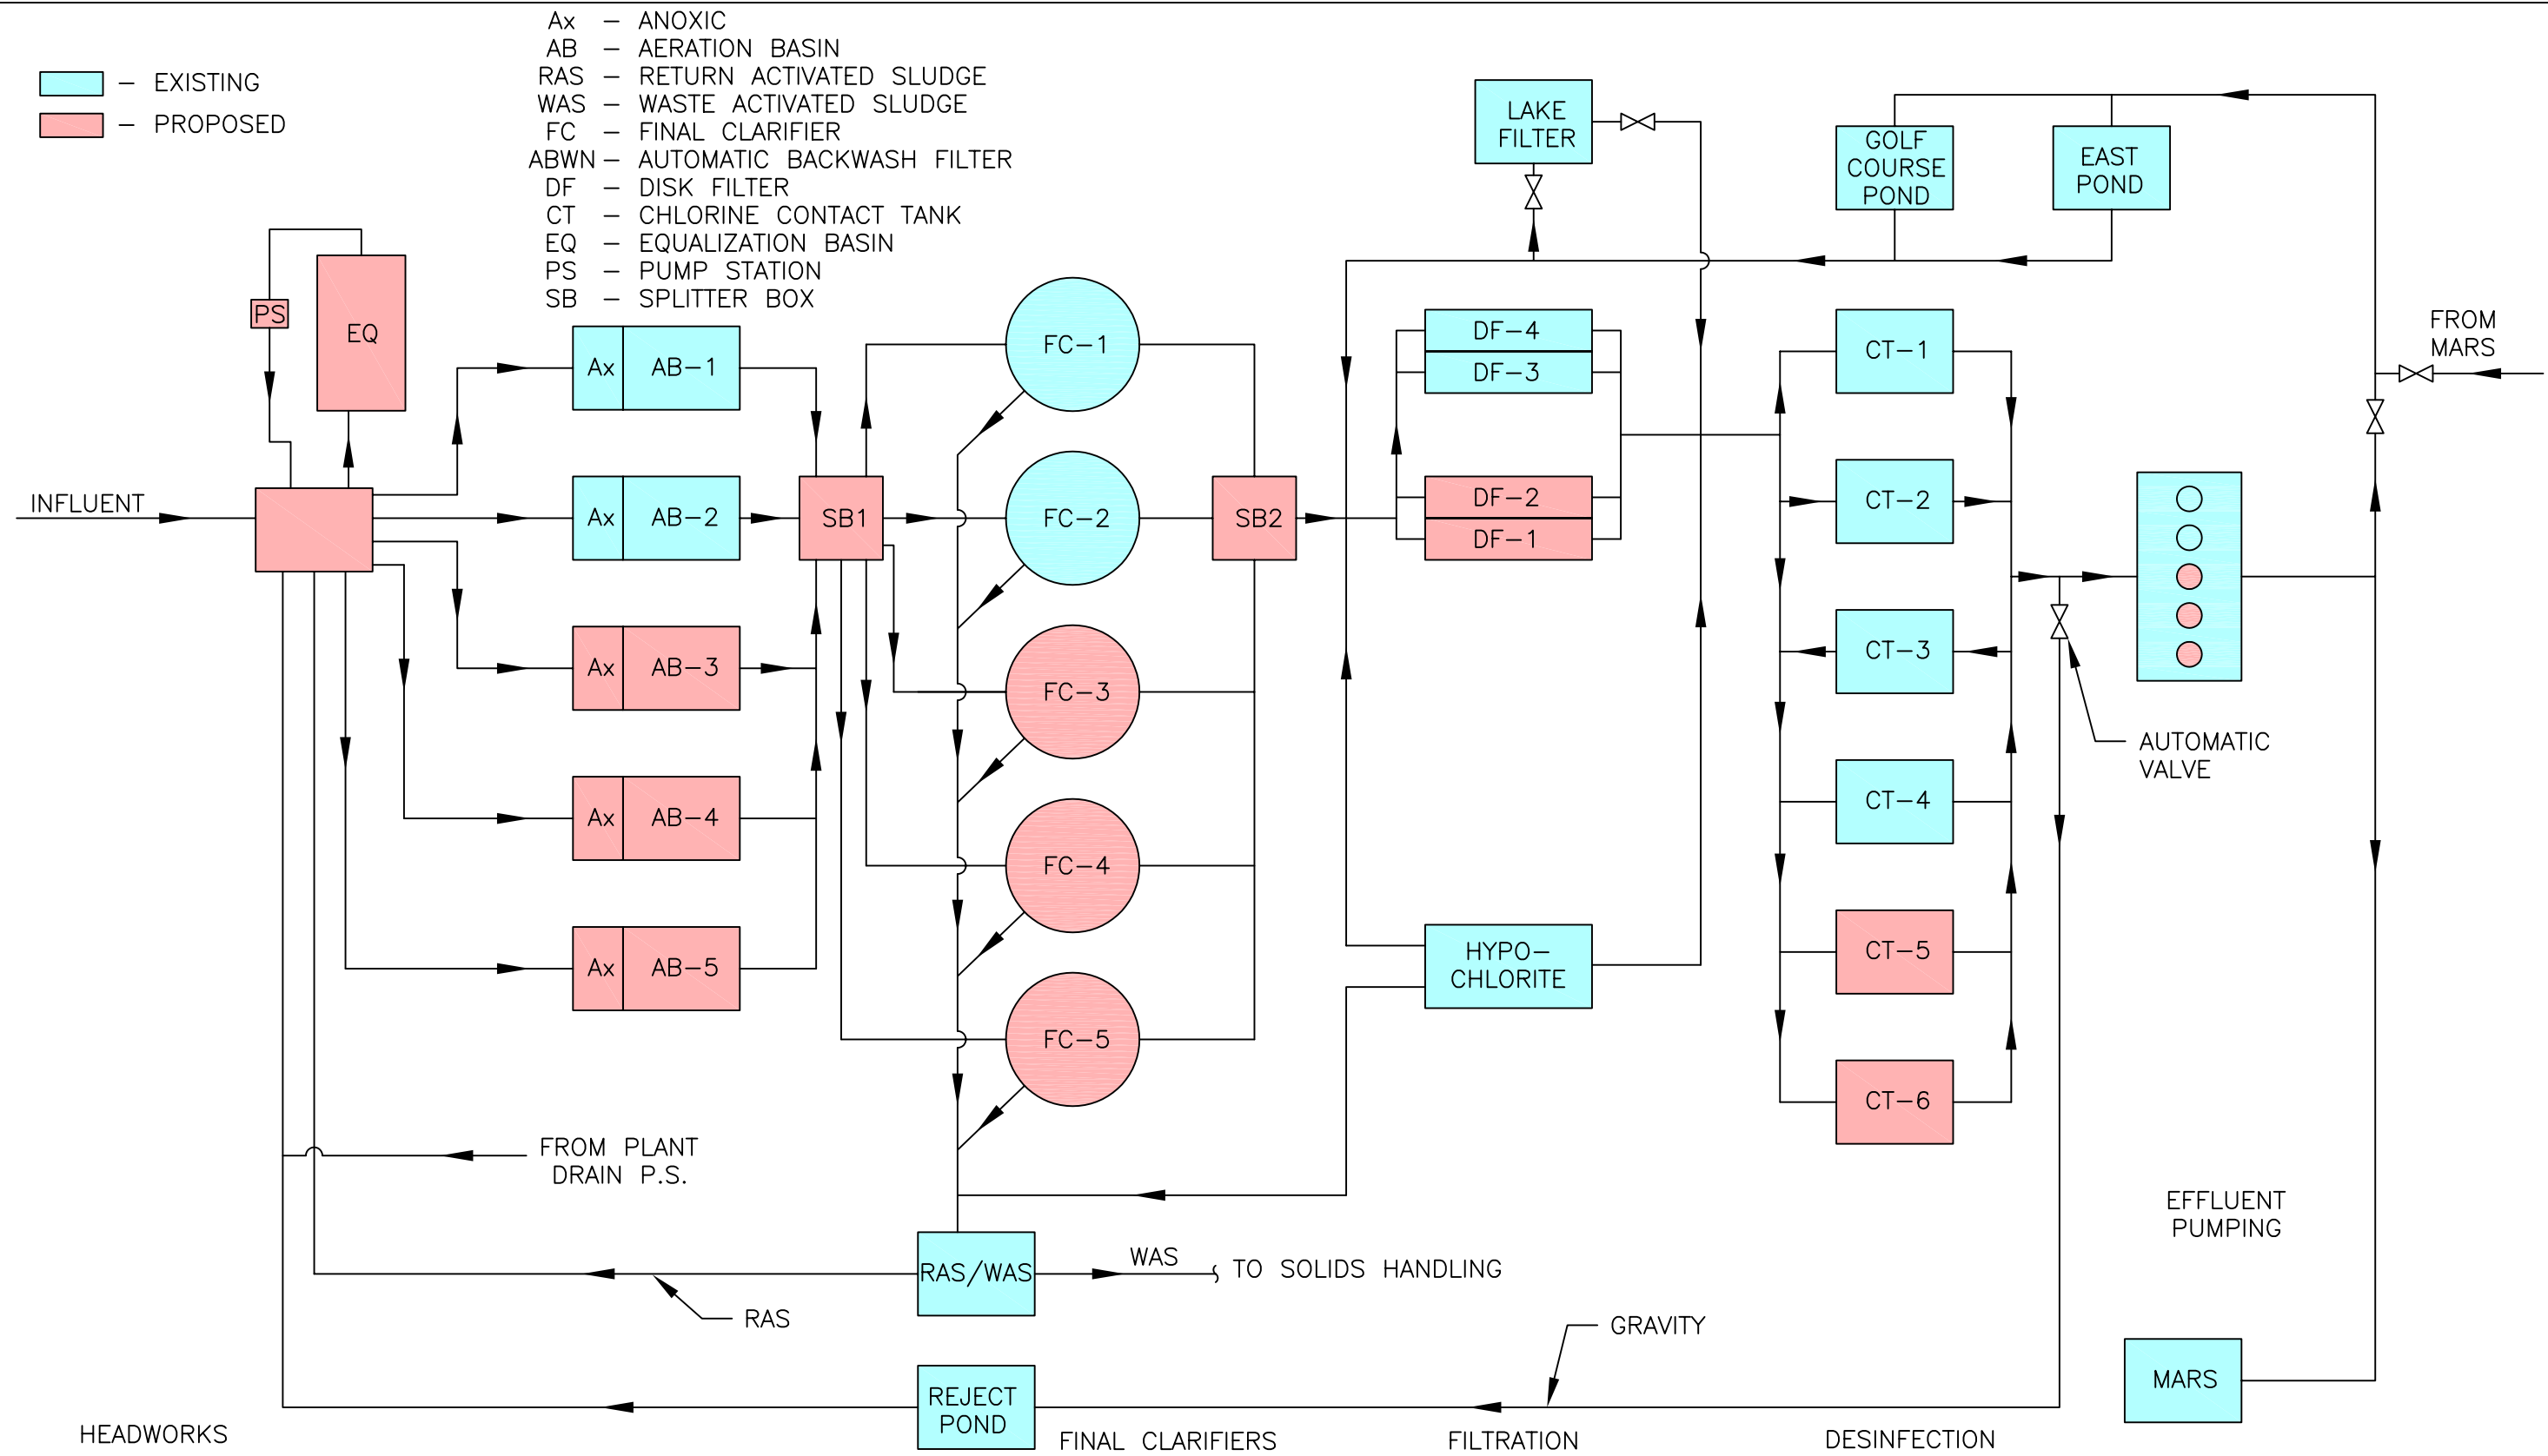 Ax – ANOXIC
AB – AERATION BASIN
RAS – RETURN ACTIVATED SLUDGE
WAS – WASTE ACTIVATED SLUDGE
FC – FINAL CLARIFIER
ABWN – AUTOMATIC BACKWASH FILTER
DF – DISK FILTER
CT – CHLORINE CONTACT TANK
EQ – EQUALIZATION BASIN
PS – PUMP STATION
SB – SPLITTER BOX
– EXISTING
– PROPOSED
PS
EQ
INFLUENT
Ax AB–1
Ax AB–2
Ax AB–3
Ax AB–4
Ax AB–5
SB1
FC–1
FC–2
FC–3
FC–4
FC–5
SB2
LAKE
FILTER
DF–4
DF–3
DF–2
DF–1
HYPO–
CHLORITE
GOLF
COURSE
POND
EAST
POND
CT–1
CT–2
CT–3
CT–4
CT–5
CT–6
FROM
MARS
AUTOMATIC
VALVE
EFFLUENT
PUMPING
MARS
FROM PLANT
DRAIN P.S.
RAS/WAS
WAS
TO SOLIDS HANDLING
RAS
GRAVITY
REJECT
POND
HEADWORKS
FINAL CLARIFIERS
FILTRATION
DESINFECTION